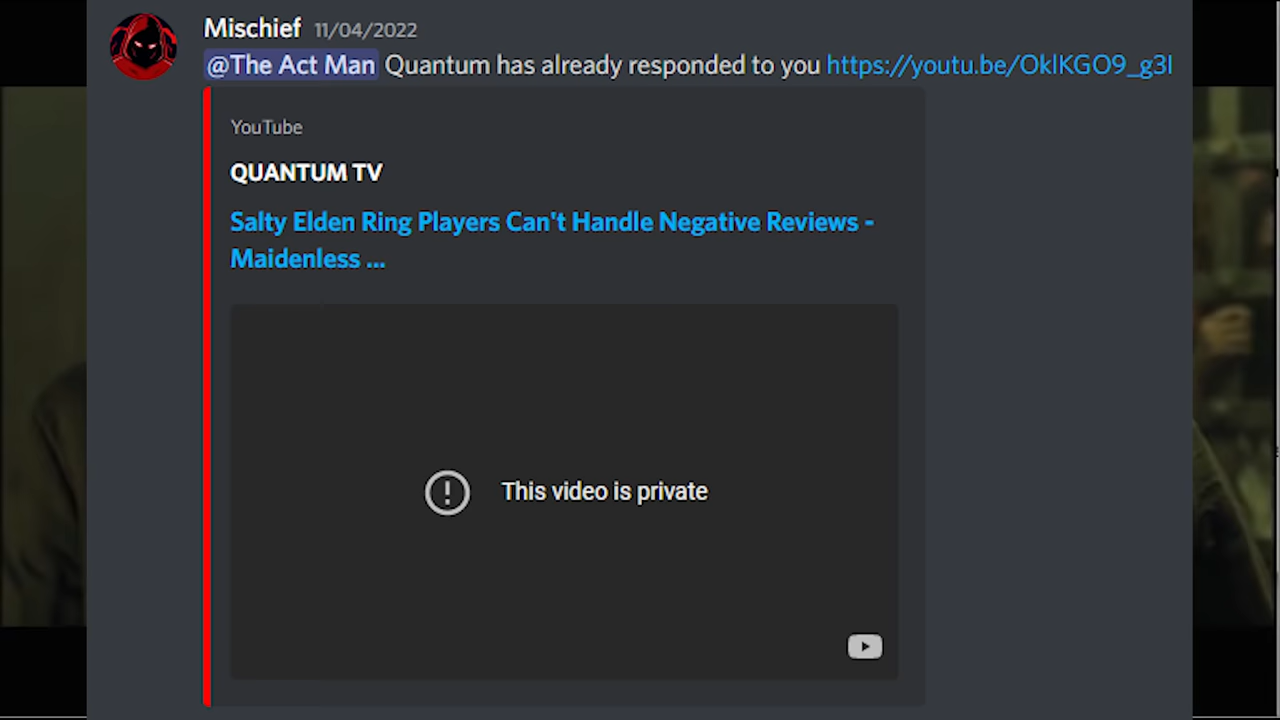 Mischief 11/04/2022
@The Act Man Quantum has already responded to you https://youtu.be/OklKGO9_g3I
YouTube
QUANTUM TV
Salty Elden Ring Players Can't Handle Negative Reviews -
Maidenless ...
This video is private